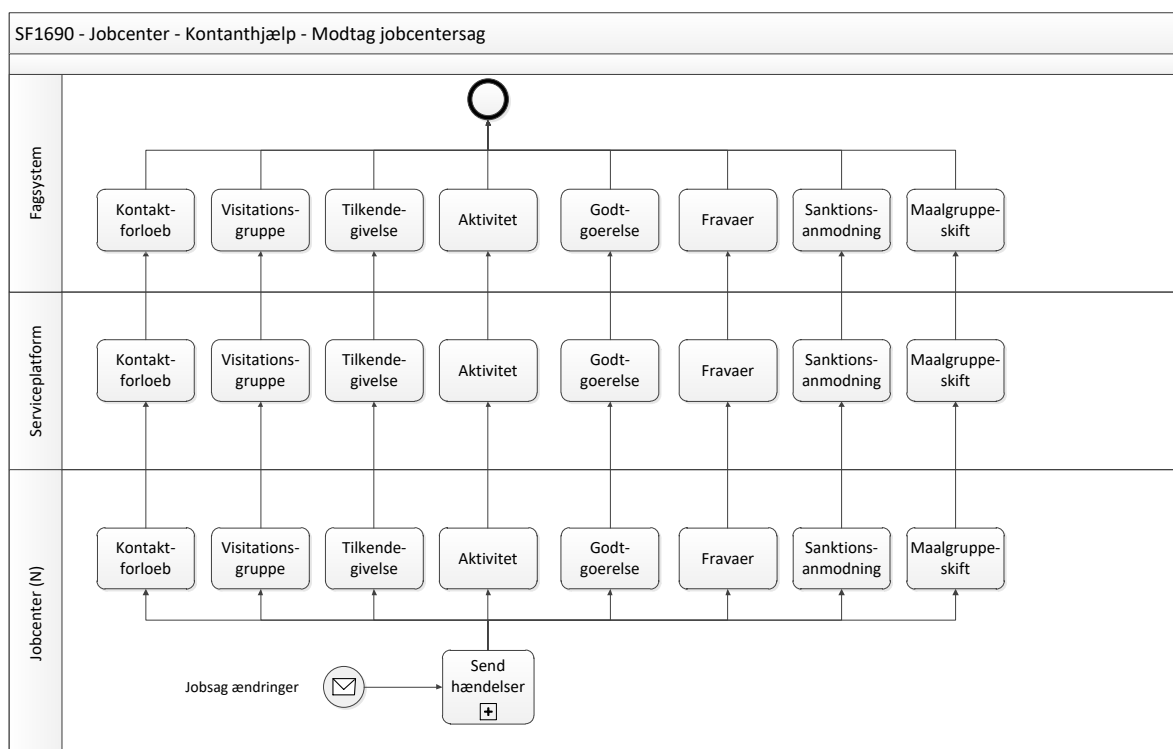 SF1690 - Jobcenter - Kontanthjælp - Modtag jobcentersag
Fagsystem
Kontakt-
forloeb
Visitations-
gruppe
Tilkende-
givelse
Aktivitet
Godt-
goerelse
Fravaer
Sanktions-
anmodning
Maalgruppe-
skift
Serviceplatform
Kontakt-
forloeb
Visitations-
gruppe
Tilkende-
givelse
Aktivitet
Godt-
goerelse
Fravaer
Sanktions-
anmodning
Maalgruppe-
skift
Jobcenter (N)
Kontakt-
forloeb
Visitations-
gruppe
Tilkende-
givelse
Aktivitet
Godt-
goerelse
Fravaer
Sanktions-
anmodning
Maalgruppe-
skift
Jobsag ændringer
Send
hændelser